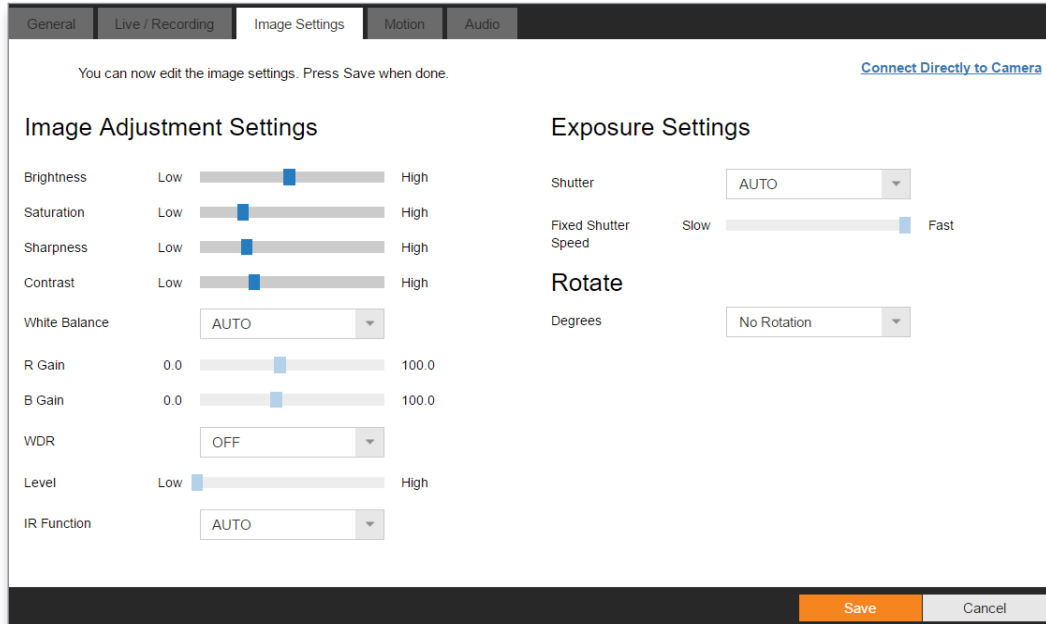 General Live / Recording Image Settings Motion Audio
You can now edit the image settings. Press Save when done.
Connect Directly to Camera
Image Adjustment Settings
Brightness Low High
Saturation Low High
Sharpness Low High
Contrast Low High
White Balance AUTO
R Gain 0.0 100.0
B Gain 0.0 100.0
WDR OFF
Level Low High
IR Function AUTO
Exposure Settings
Shutter AUTO
Fixed Shutter Slow Fast
Speed
Rotate
Degrees No Rotation
Save Cancel